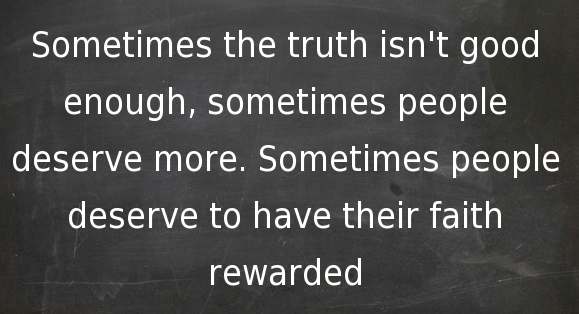 Sometimes the truth isn't good
enough, sometimes people
deserve more. Sometimes people
deserve to have their faith
rewarded